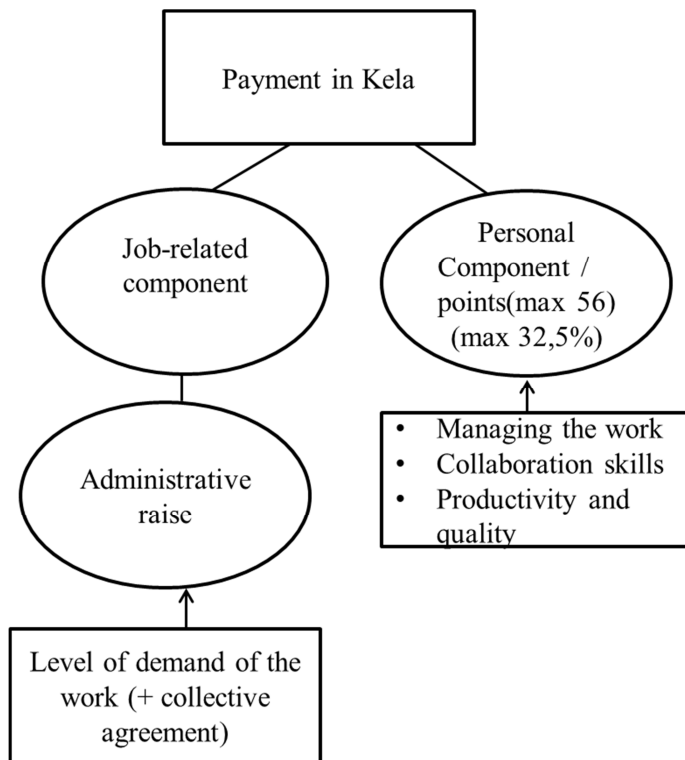 Payment in Kela
Job-related
component
Personal
Component /
points(max 56)
(max 32,5%)
Administrative
raise
• Managing the work
• Collaboration skills
• Productivity and
quality
Level of demand of the
work (+ collective
agreement)